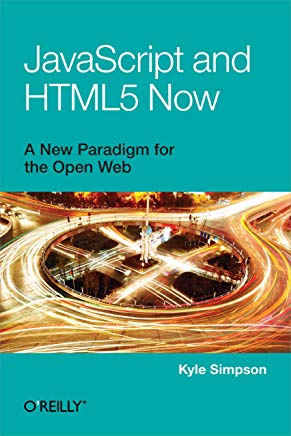 JavaScript and
HTML5 Now
A New Paradigm for
the Open Web
Kyle Simpson
O'REILLY®